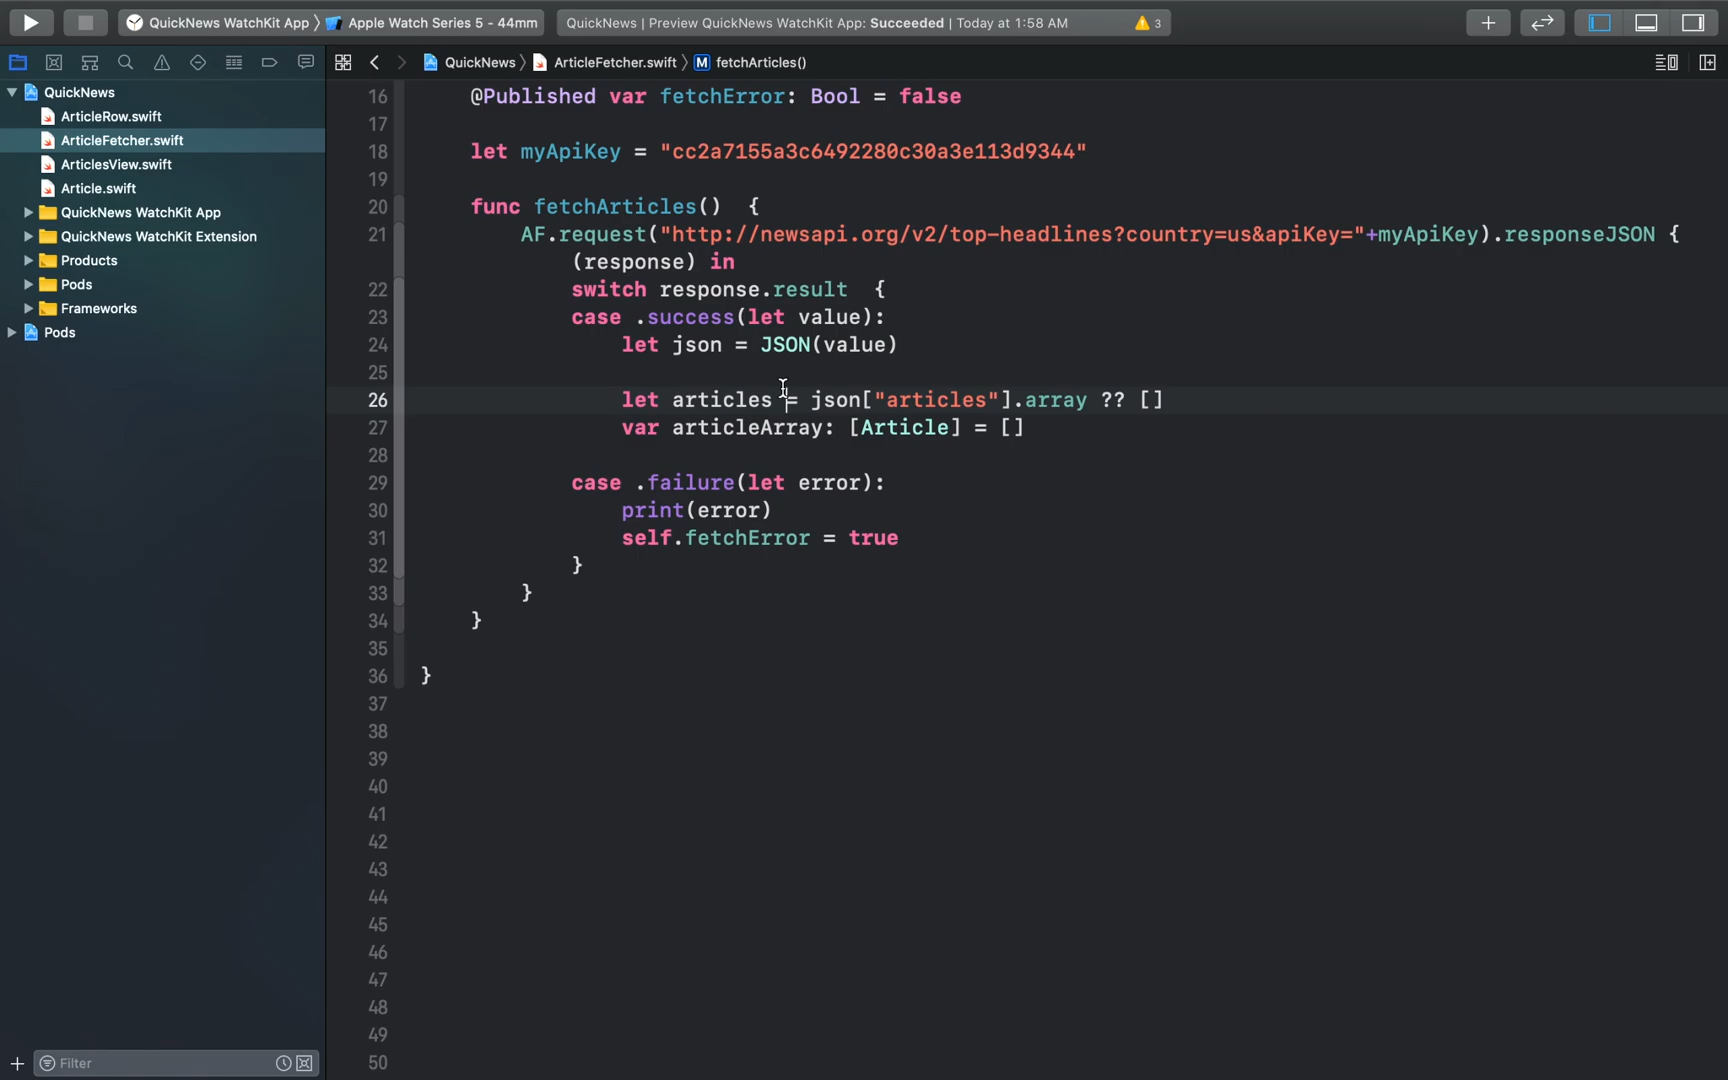 QuickNews WatchKit App 〉 Apple Watch Series 5 - 44mm
QuickNews | Preview QuickNews WatchKit App: Succeeded | Today at 1:58 AM
3
QuickNews 〉 ArticleFetcher.swift 〉 M fetchArticles()
QuickNews
ArticleRow.swift
ArticleFetcher.swift
ArticlesView.swift
Article.swift
QuickNews WatchKit App
QuickNews WatchKit Extension
Products
Pods
Frameworks
Pods
16 @Published var fetchError: Bool = false
17
18 let myApiKey = "cc2a7155a3c6492280c30a3e113d9344"
19
20 func fetchArticles()  {
21 AF.request("http://newsapi.org/v2/top-headlines?country=us&apiKey="+myApiKey).responseJSON {
(response) in
22 switch response.result  {
23 case .success(let value):
24 let json = JSON(value)
25
26 let articles = json["articles"].array ?? []
27 var articleArray: [Article] = []
28
29 case .failure(let error):
30 print(error)
31 self.fetchError = true
32 }
33 }
34 }
35
36 }
37
38
39
40
41
42
43
44
45
46
47
48
49
50
Filter